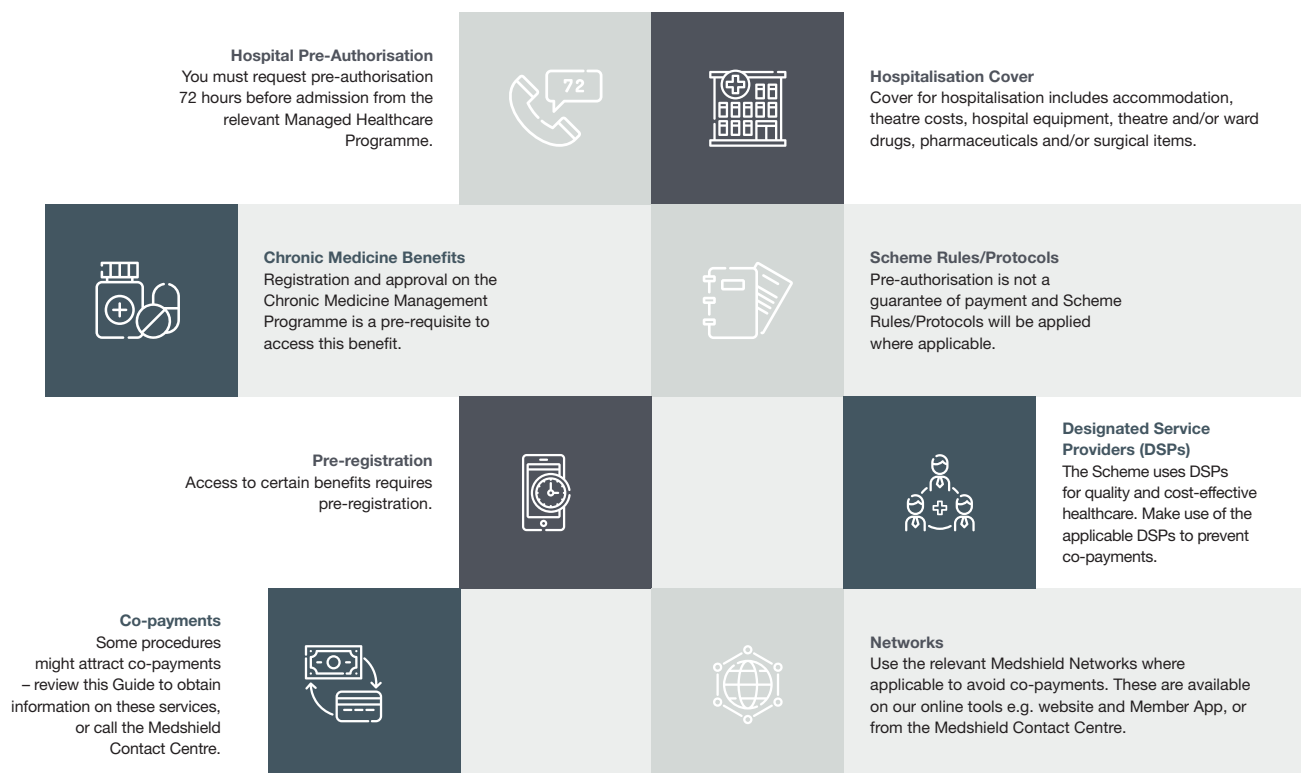 Hospital Pre-Authorisation
You must request pre-authorisation
72 hours before admission from the
relevant Managed Healthcare
Programme.
72
Hospitalisation Cover
Cover for hospitalisation includes accommodation,
theatre costs, hospital equipment, theatre and/or ward
drugs, pharmaceuticals and/or surgical items.
Chronic Medicine Benefits
Registration and approval on the
Chronic Medicine Management
Programme is a pre-requisite to
access this benefit.
Scheme Rules/Protocols
Pre-authorisation is not a
guarantee of payment and Scheme
Rules/Protocols will be applied
where applicable.
Pre-registration
Access to certain benefits requires
pre-registration.
Designated Service
Providers (DSPs)
The Scheme uses DSPs
for quality and cost-effective
healthcare. Make use of the
applicable DSPs to prevent
co-payments.
Co-payments
Some procedures
might attract co-payments
– review this Guide to obtain
information on these services,
or call the Medshield
Contact Centre.
Networks
Use the relevant Medshield Networks where
applicable to avoid co-payments. These are available
on our online tools e.g. website and Member App, or
from the Medshield Contact Centre.